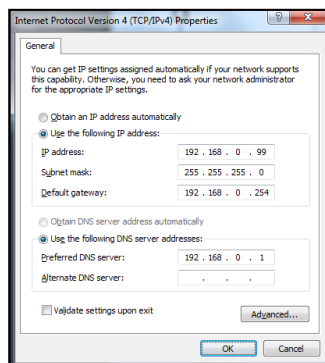 Internet Protocol Version 4 (TCP/IPv4) Properties
General
You can get IP settings assigned automatically if your network supports
this capability. Otherwise, you need to ask your network administrator
for the appropriate IP settings.
Obtain an IP address automatically
Use the following IP address:
IP address: 192 . 168 . 0 . 99
Subnet mask: 255 . 255 . 255 . 0
Default gateway: 192 . 168 . 0 . 254
Obtain DNS server address automatically
Use the following DNS server addresses:
Preferred DNS server: 192 . 168 . 0 . 1
Alternate DNS server: . . .
Validate settings upon exit
Advanced...
OK Cancel